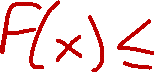 F(x) ≤